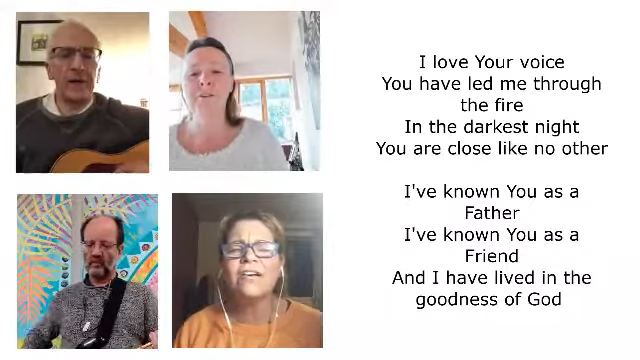 I love Your voice
You have led me through
the fire
In the darkest night
You are close like no other
I've known You as a
Father
I've known You as a
Friend
And I have lived in the
goodness of God